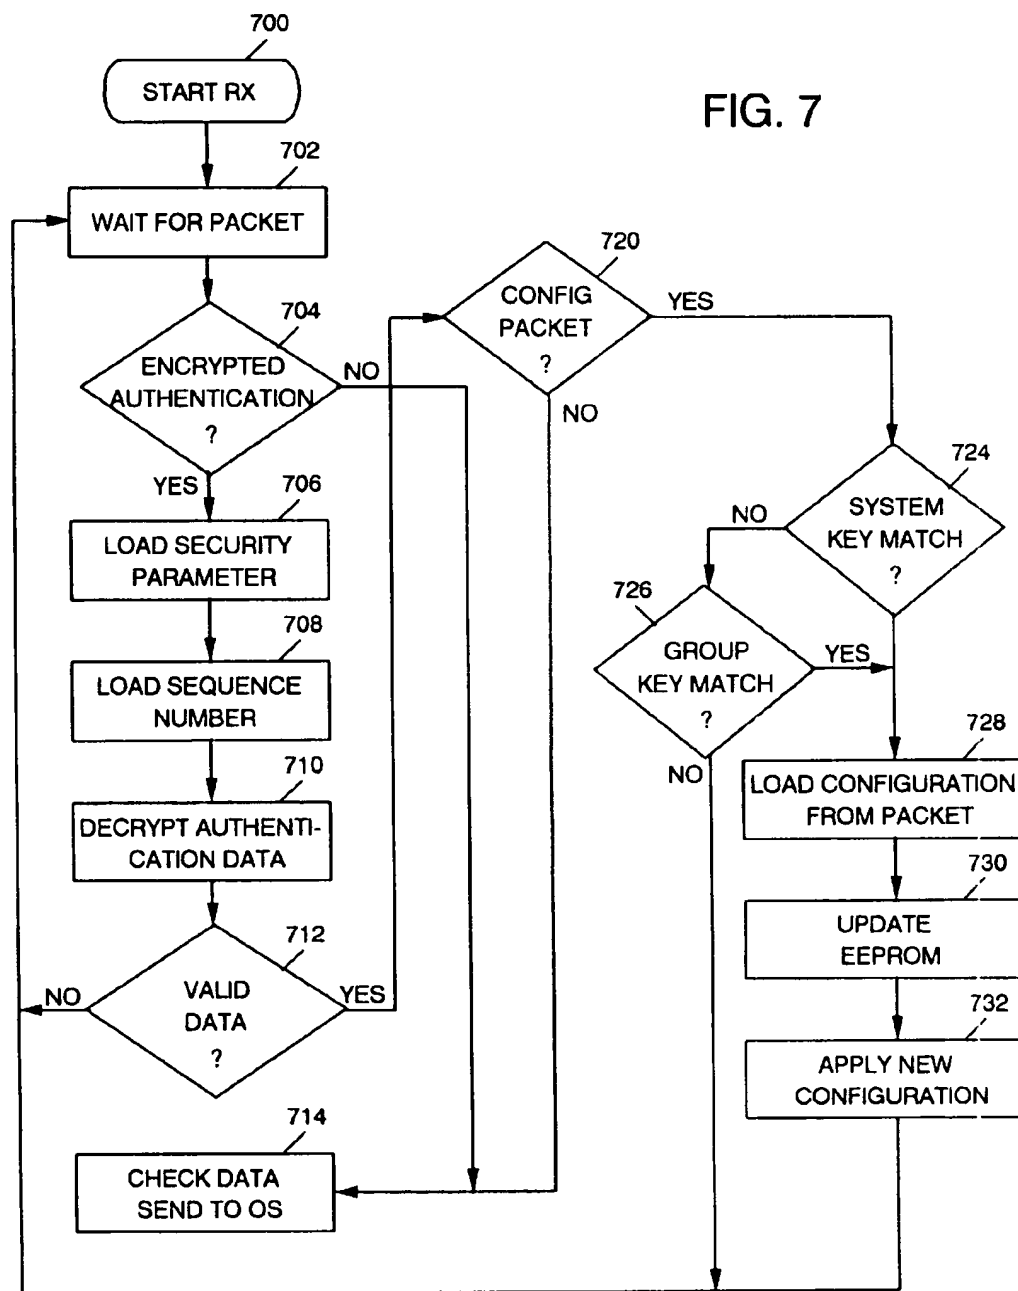 700
START RX
FIG. 7
702
WAIT FOR PACKET
704
ENCRYPTED
AUTHENTICATION
?
NO
YES
706
LOAD SECURITY
PARAMETER
708
LOAD SEQUENCE
NUMBER
710
DECRYPT AUTHENTI-
CATION DATA
712
VALID
DATA
?
NO
YES
714
CHECK DATA
SEND TO OS
720
CONFIG
PACKET
?
YES
NO
724
SYSTEM
KEY MATCH
?
NO
726
GROUP
KEY MATCH
?
YES
NO
728
LOAD CONFIGURATION
FROM PACKET
730
UPDATE
EEPROM
732
APPLY NEW
CONFIGURATION